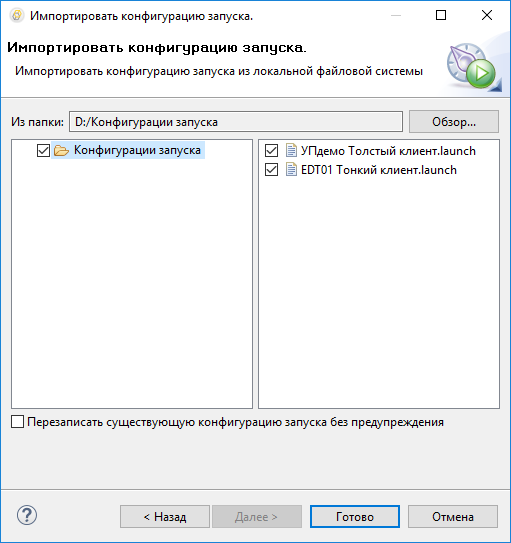 Импортировать конфигурацию запуска.
Импортировать конфигурацию запуска.
Импортировать конфигурацию запуска из локальной файловой системы
Из папки: D:/Конфигурации запуска Обзор...
Конфигурации запуска
УПдемо Толстый клиент.launch
EDT01 Тонкий клиент.launch
Перезаписать существующую конфигурацию запуска без предупреждения
? < Назад Далее > Готово Отмена